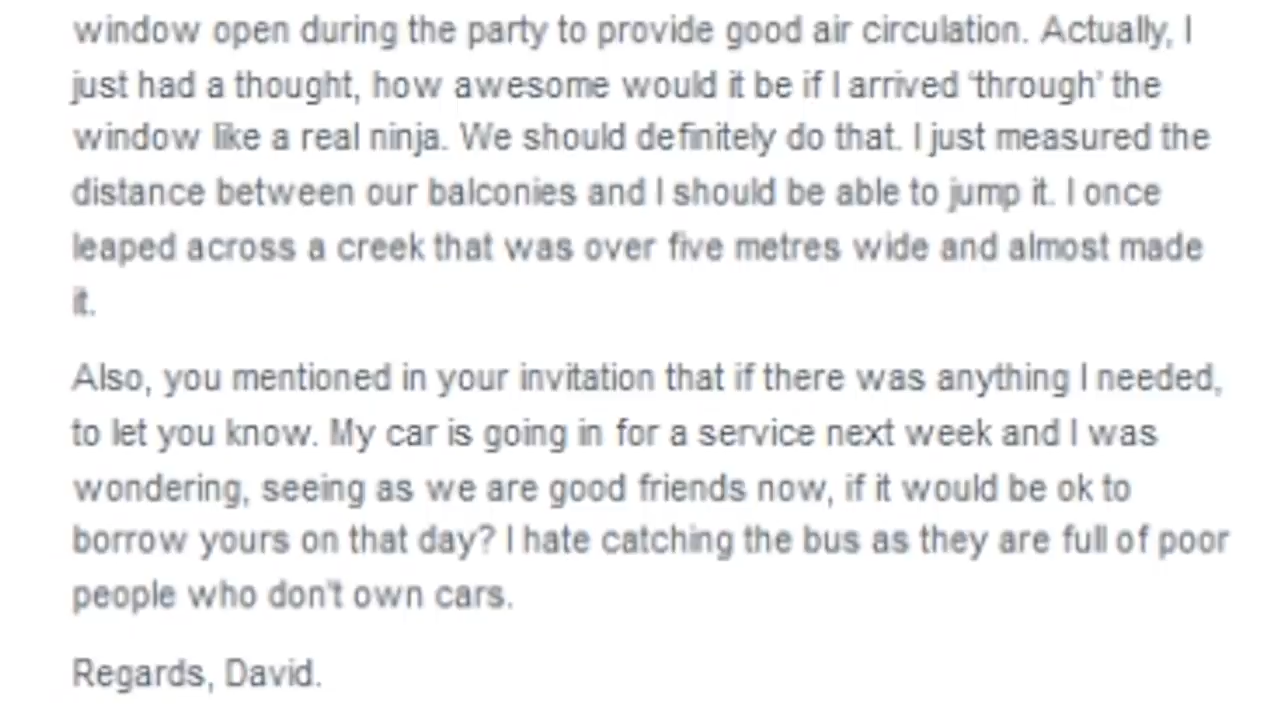 window open during the party to provide good air circulation. Actually, I
just had a thought, how awesome would it be if I arrived ‘through’ the
window like a real ninja. We should definitely do that. I just measured the
distance between our balconies and I should be able to jump it. I once
leaped across a creek that was over five metres wide and almost made
it.
Also, you mentioned in your invitation that if there was anything I needed,
to let you know. My car is going in for a service next week and I was
wondering, seeing as we are good friends now, if it would be ok to
borrow yours on that day? I hate catching the bus as they are full of poor
people who don't own cars.
Regards, David.